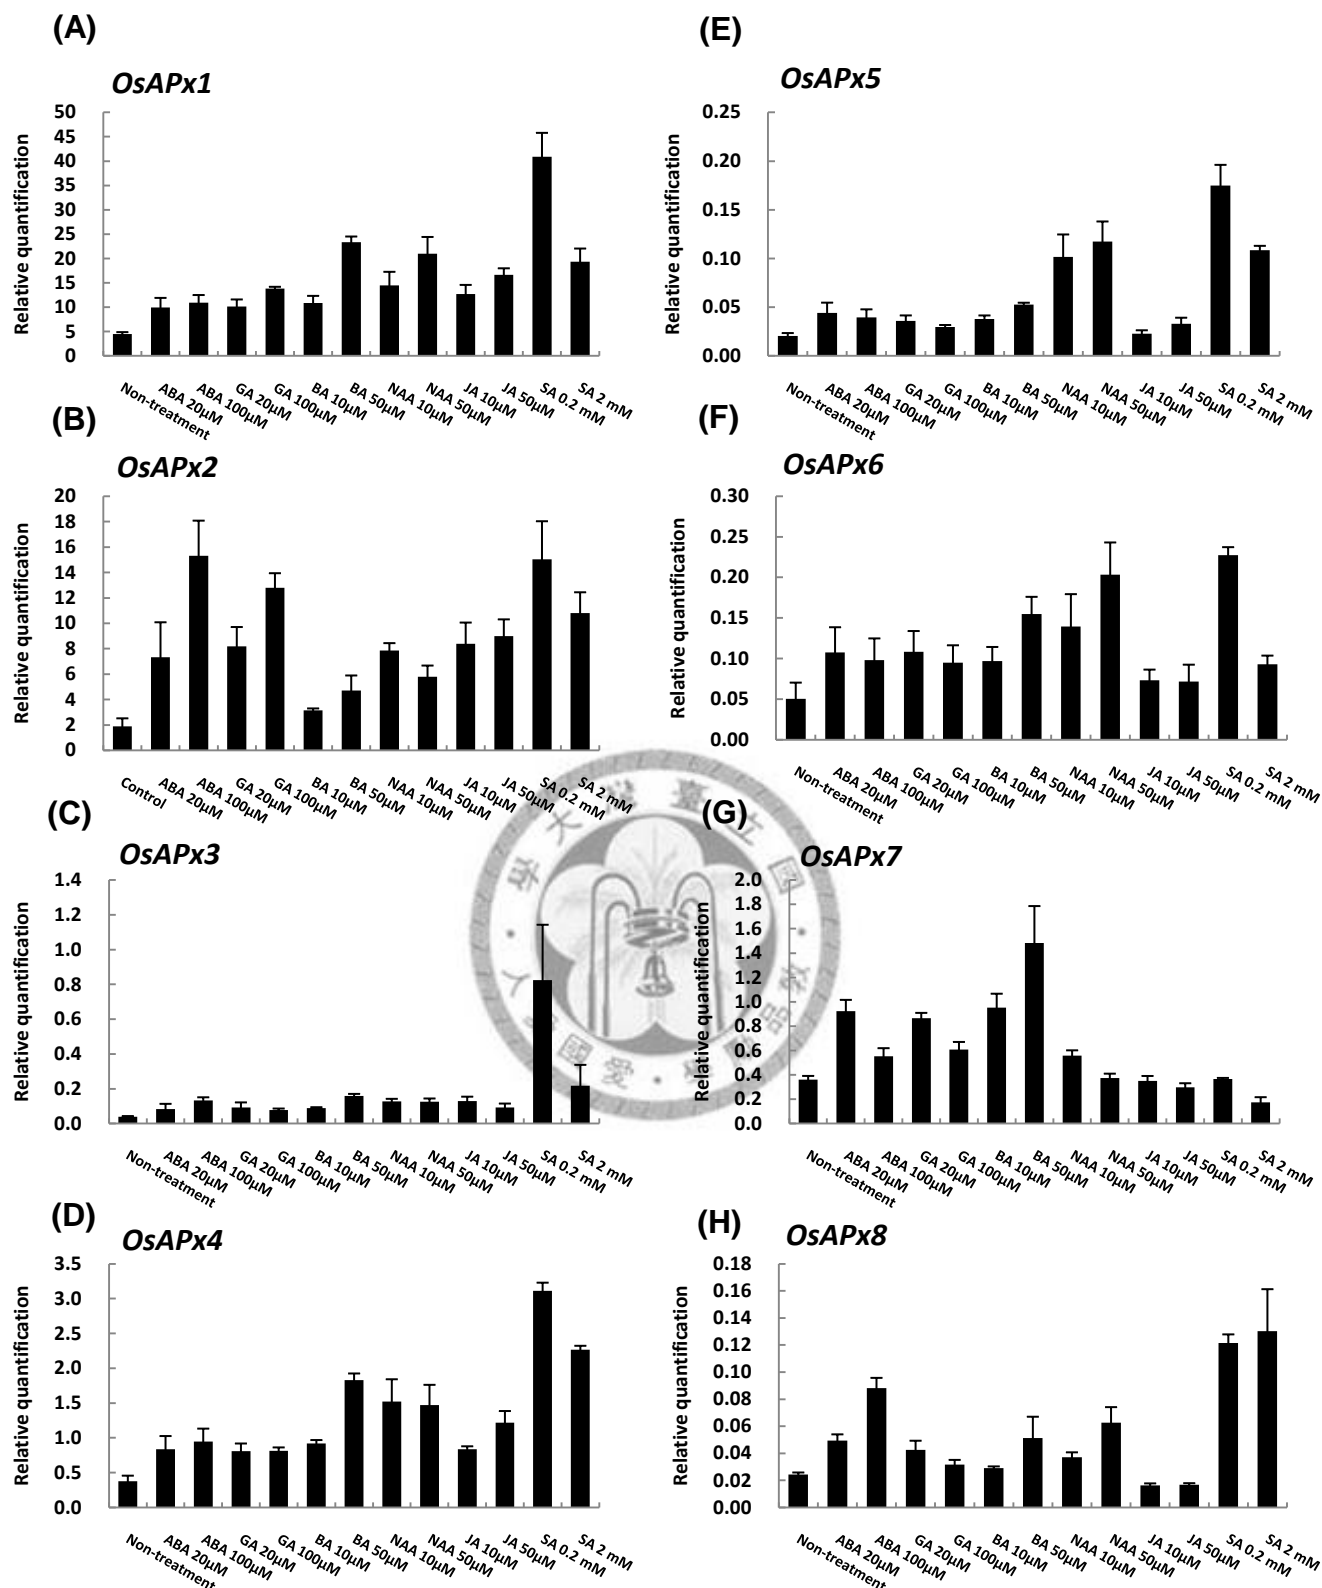 (A)
OsAPx1
Relative quantification
50
45
40
35
30
25
20
15
10
5
0
Non-treatment
ABA 20μM
ABA 100μM
GA 20μM
GA 100μM
BA 10μM
BA 50μM
NAA 10μM
NAA 50μM
JA 10μM
JA 50μM
SA 0.2 mM
SA 2 mM
(B)
OsAPx2
Relative quantification
20
18
16
14
12
10
8
6
4
2
0
Control
ABA 20μM
ABA 100μM
GA 20μM
GA 100μM
BA 10μM
BA 50μM
NAA 10μM
NAA 50μM
JA 10μM
JA 50μM
SA 0.2 mM
SA 2 mM
(C)
OsAPx3
Relative quantification
1.4
1.2
1.0
0.8
0.6
0.4
0.2
0.0
Non-treatment
ABA 20μM
ABA 100μM
GA 20μM
GA 100μM
BA 10μM
BA 50μM
NAA 10μM
NAA 50μM
JA 10μM
JA 50μM
SA 0.2 mM
SA 2 mM
(D)
OsAPx4
Relative quantification
3.5
3.0
2.5
2.0
1.5
1.0
0.5
0.0
Non-treatment
ABA 20μM
ABA 100μM
GA 20μM
GA 100μM
BA 10μM
BA 50μM
NAA 10μM
NAA 50μM
JA 10μM
JA 50μM
SA 0.2 mM
SA 2 mM
(E)
OsAPx5
Relative quantification
0.25
0.20
0.15
0.10
0.05
0.00
Non-treatment
ABA 20μM
ABA 100μM
GA 20μM
GA 100μM
BA 10μM
BA 50μM
NAA 10μM
NAA 50μM
JA 10μM
JA 50μM
SA 0.2 mM
SA 2 mM
(F)
OsAPx6
Relative quantification
0.30
0.25
0.20
0.15
0.10
0.05
0.00
Non-treatment
ABA 20μM
ABA 100μM
GA 20μM
GA 100μM
BA 10μM
BA 50μM
NAA 10μM
NAA 50μM
JA 10μM
JA 50μM
SA 0.2 mM
SA 2 mM
(G)
OsAPx7
Relative quantification
2.0
1.8
1.6
1.4
1.2
1.0
0.8
0.6
0.4
0.2
0.0
Non-treatment
ABA 20μM
ABA 100μM
GA 20μM
GA 100μM
BA 10μM
BA 50μM
NAA 10μM
NAA 50μM
JA 10μM
JA 50μM
SA 0.2 mM
SA 2 mM
(H)
OsAPx8
Relative quantification
0.18
0.16
0.14
0.12
0.10
0.08
0.06
0.04
0.02
0.00
Non-treatment
ABA 20μM
ABA 100μM
GA 20μM
GA 100μM
BA 10μM
BA 50μM
NAA 10μM
NAA 50μM
JA 10μM
JA 50μM
SA 0.2 mM
SA 2 mM